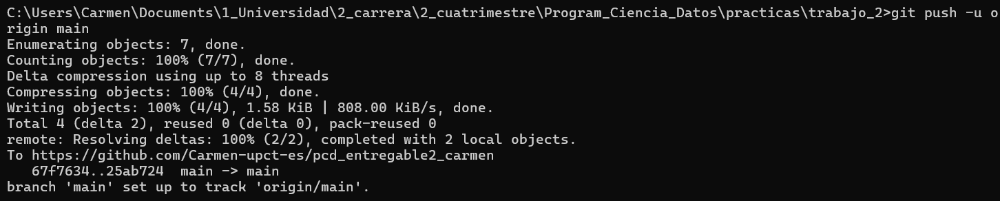 C:\Users\Carmen\Documents\1_Universidad\2_carrera\2_cuatrimestre\Program_Ciencia_Datos\practicas\trabajo_2>git push -u o
rigin main
Enumerating objects: 7, done.
Counting objects: 100% (7/7), done.
Delta compression using up to 8 threads
Compressing objects: 100% (4/4), done.
Writing objects: 100% (4/4), 1.58 KiB | 808.00 KiB/s, done.
Total 4 (delta 2), reused 0 (delta 0), pack-reused 0
remote: Resolving deltas: 100% (2/2), completed with 2 local objects.
To https://github.com/Carmen-upct-es/pcd_entregable2_carmen
   67f7634..25ab724  main -> main
branch 'main' set up to track 'origin/main'.